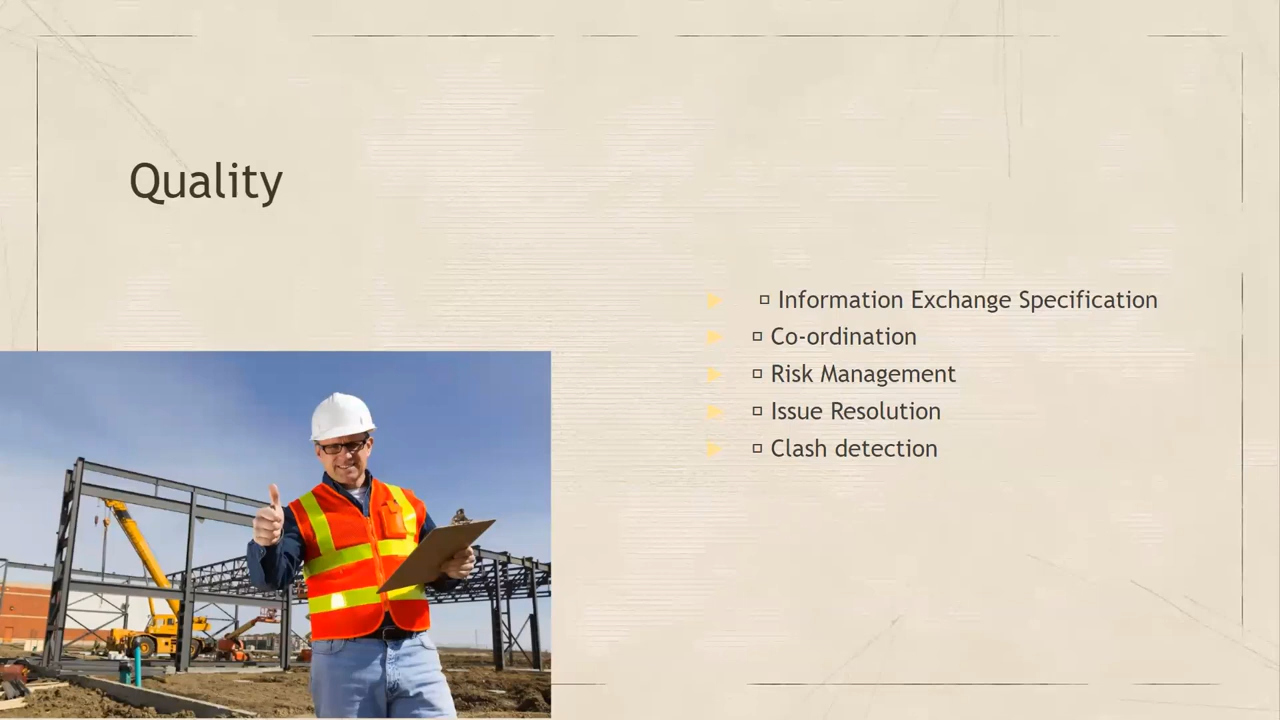 Quality
Information Exchange Specification
Co-ordination
Risk Management
Issue Resolution
Clash detection